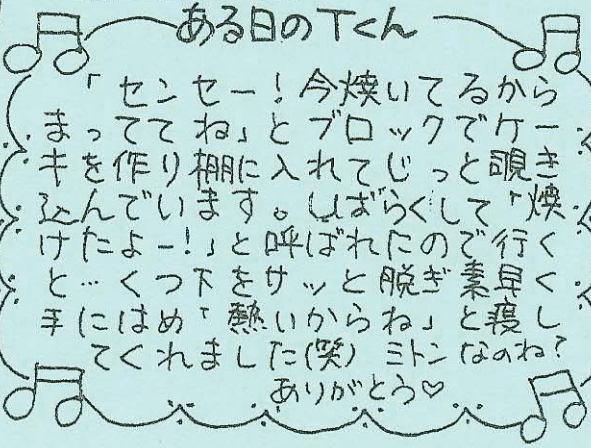 ある日のTくん
「センセー!今焼いてるから
まっててね」とブロックでケー
キを作り棚に入れてじっと覗き
込んでいます。しばらくして「焼
けたよー!」と呼ばれたので行く
と…くつ下をサッと脱ぎ素早く
手にはめ「熱いからね」と渡し
てくれました(笑) ミトンなのね?
ありがとう♡